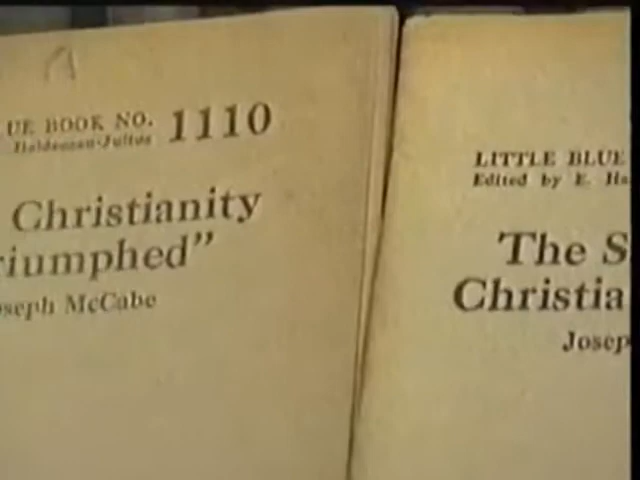 UE BOOK NO. 1110
Haldeman-Julius
Christianity
riumphed"
oseph McCabe
LITTLE BLUE
Edited by E. Ha
The S
Christia
Josep